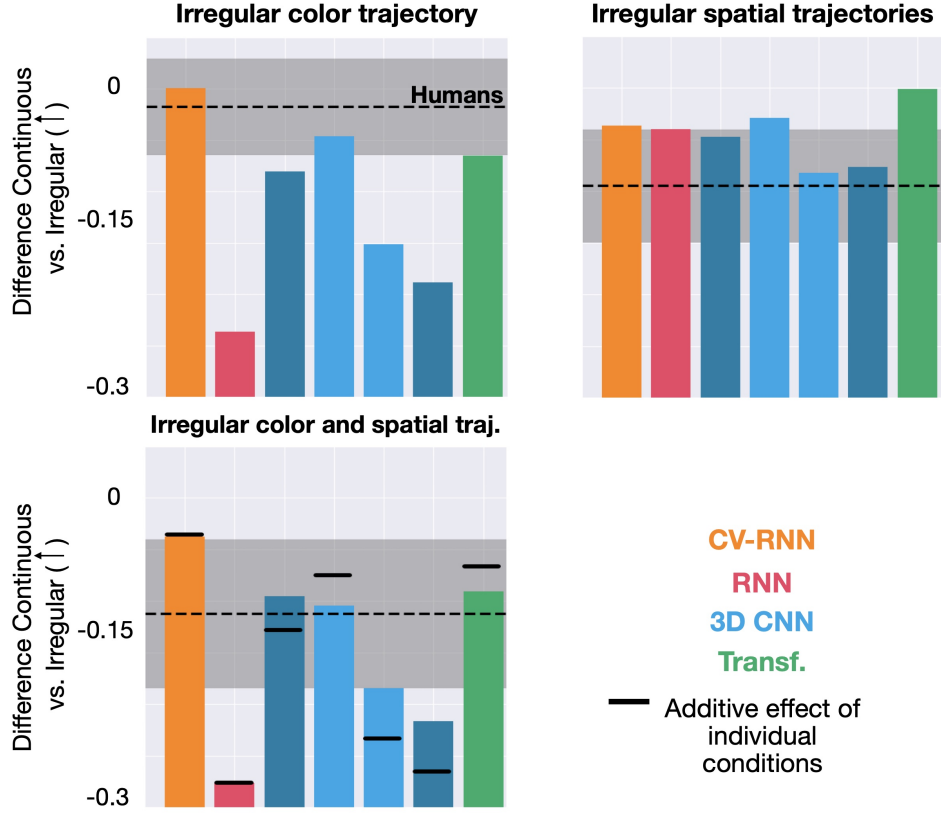 Irregular color trajectory
Irregular spatial trajectories
Difference Continuous
vs. Irregular (↑)
0
-0.15
-0.3
Humans
Irregular color and spatial traj.
Difference Continuous
vs. Irregular (↑)
0
-0.15
-0.3
CV-RNN
RNN
3D CNN
Transf.
Additive effect of
individual
conditions